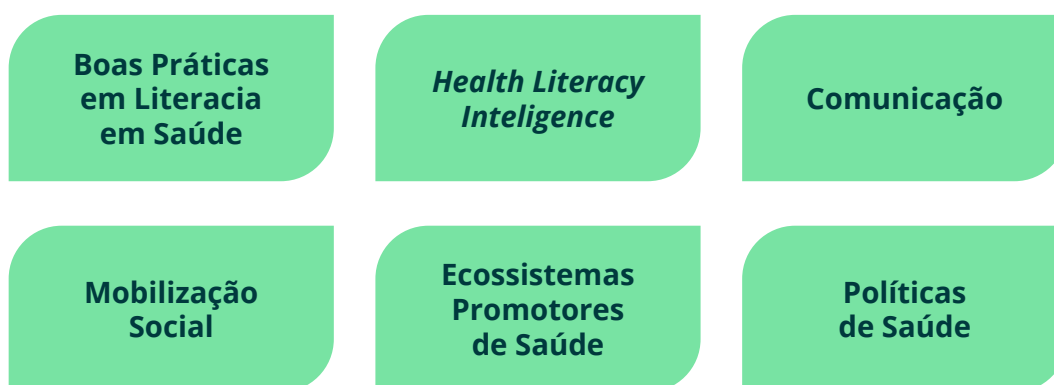 Boas Práticas
em Literacia
em Saúde
Health Literacy
Inteligence
Comunicação
Mobilização
Social
Ecossistemas
Promotores
de Saúde
Políticas
de Saúde